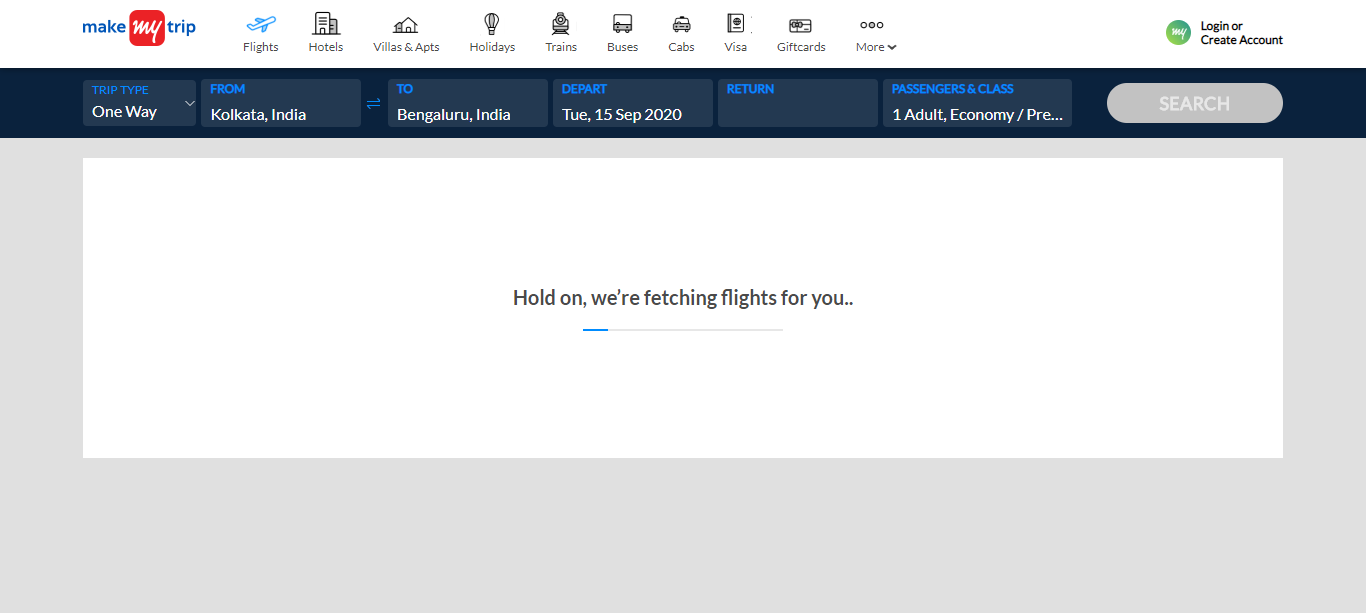 make my trip
Flights
Hotels
Villas & Apts
Holidays
Trains
Buses
Cabs
Visa
Giftcards
More
my
Login or
Create Account
TRIP TYPE
One Way
FROM
Kolkata, India
TO
Bengaluru, India
DEPART
Tue, 15 Sep 2020
RETURN
PASSENGERS & CLASS
1 Adult, Economy / Pre...
SEARCH
Hold on, we’re fetching flights for you..